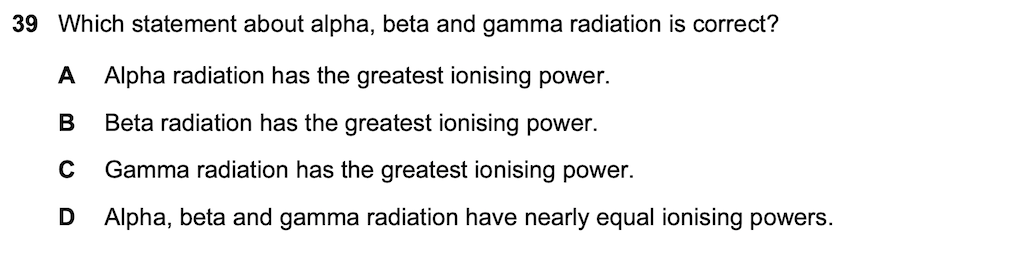 39 Which statement about alpha, beta and gamma radiation is correct?
A Alpha radiation has the greatest ionising power.
B Beta radiation has the greatest ionising power.
C Gamma radiation has the greatest ionising power.
D Alpha, beta and gamma radiation have nearly equal ionising powers.